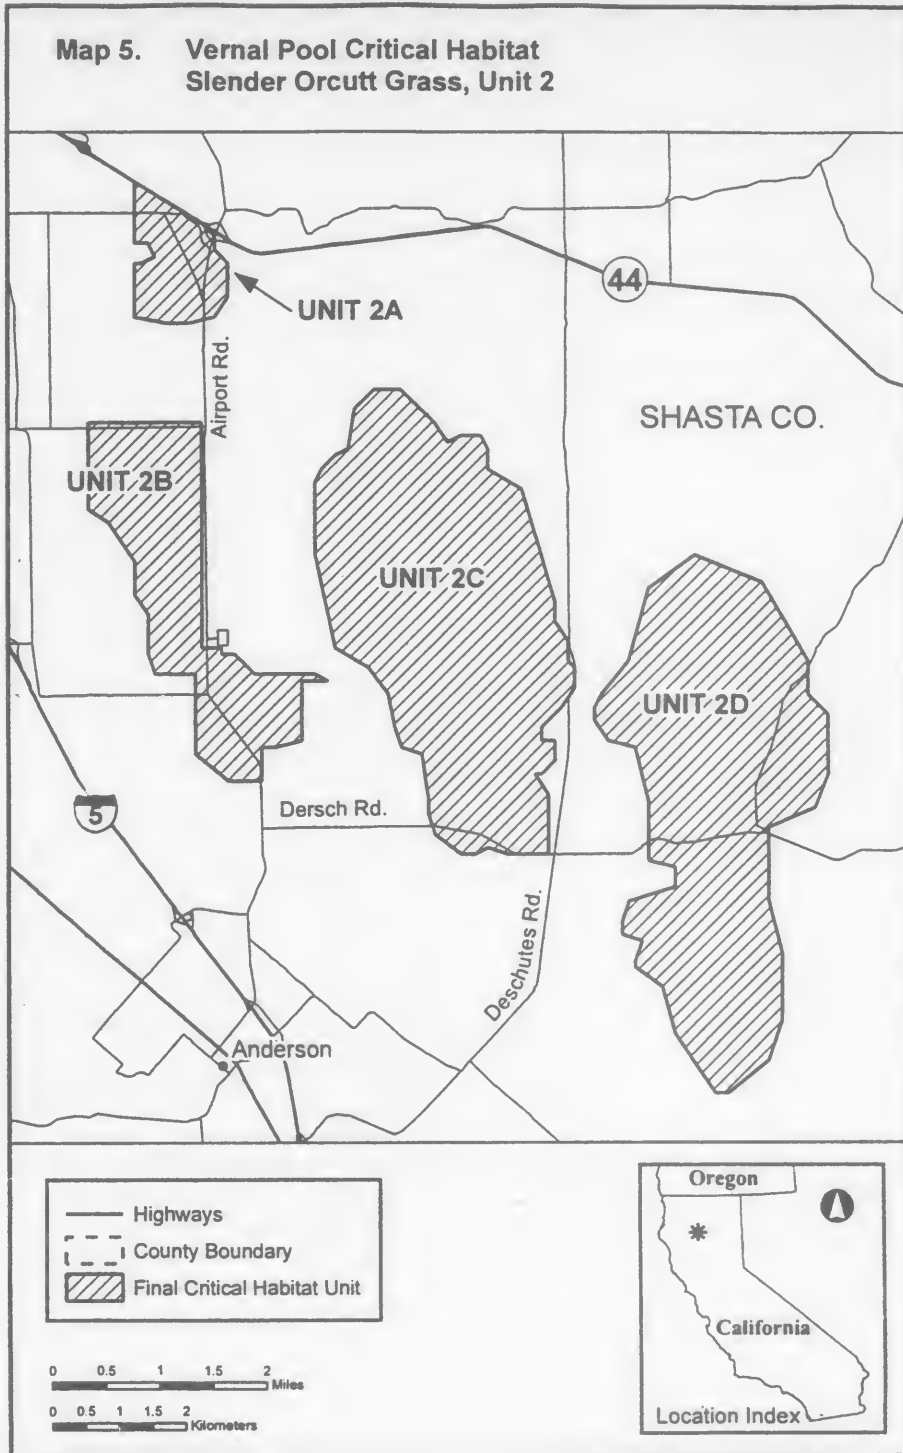 Map 5. Vernal Pool Critical Habitat
Slender Orcutt Grass, Unit 2
44
UNIT 2A
Airport Rd.
SHASTA CO.
UNIT 2B
UNIT 2C
UNIT 2D
5
Dersch Rd.
Deschutes Rd.
Anderson
Highways
County Boundary
Final Critical Habitat Unit
0 0.5 1 1.5 2
Miles
0 0.5 1 1.5 2
Kilometers
Oregon
California
Location Index